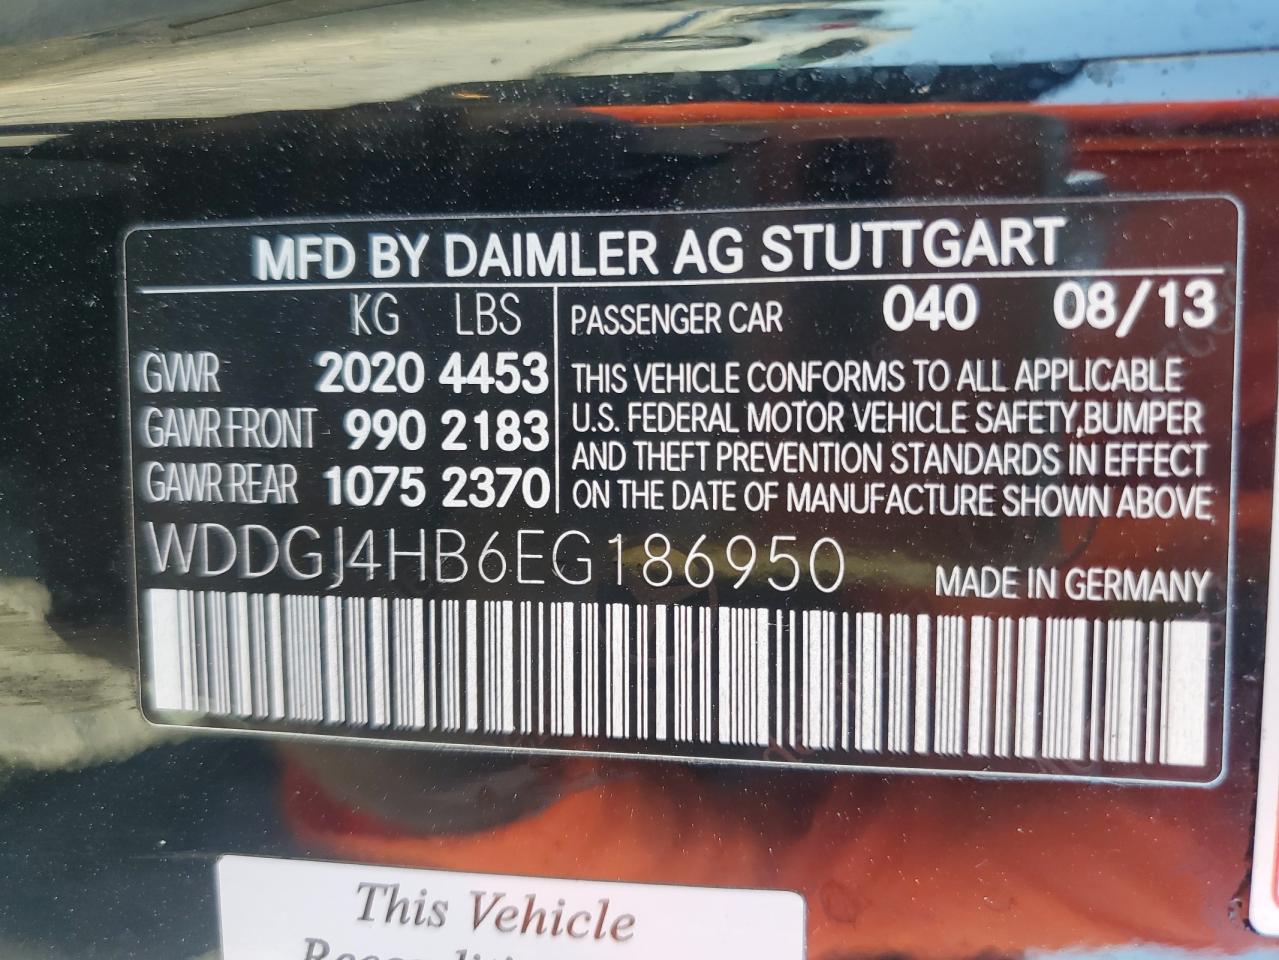 MFD BY DAIMLER AG STUTTGART
KG LBS
GVWR 2020 4453
GAWR FRONT 990 2183
GAWR REAR 1075 2370
PASSENGER CAR 040 08/13
THIS VEHICLE CONFORMS TO ALL APPLICABLE
U.S. FEDERAL MOTOR VEHICLE SAFETY, BUMPER
AND THEFT PREVENTION STANDARDS IN EFFECT
ON THE DATE OF MANUFACTURE SHOWN ABOVE
WDDGJ4HB6EG186950
MADE IN GERMANY
This Vehicle